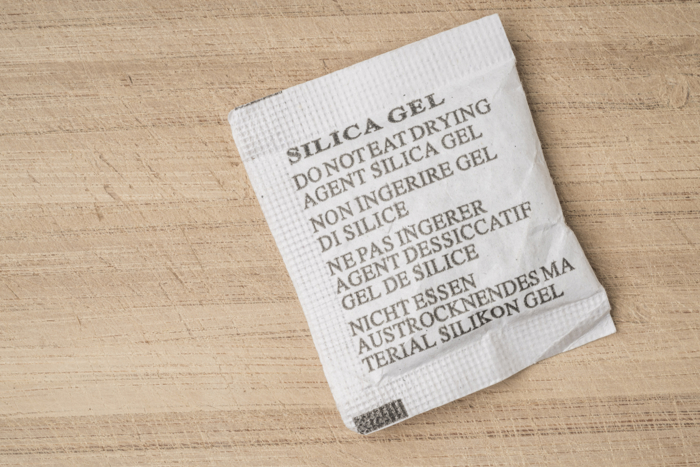 SILICA GEL
DO NOT EAT DRYING
AGENT SILICA GEL
NON INGERIRE GEL
DI SILICE
NE PAS INGERER
AGENT DESSICCATIF
GEL DE SILICE
NICHT ESSEN
AUSTROCKNENDES MA
TERIAL SILIKON GEL